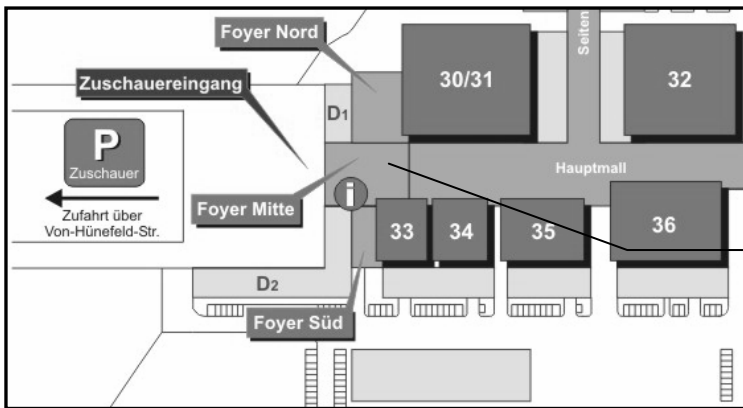 Foyer Nord
Zuschauereingang
D1
30/31
Seiten
32
P
Zuschauer
Zufahrt über
Von-Hünefeld-Str.
Foyer Mitte
i
Hauptmall
33
34
35
36
D2
Foyer Süd